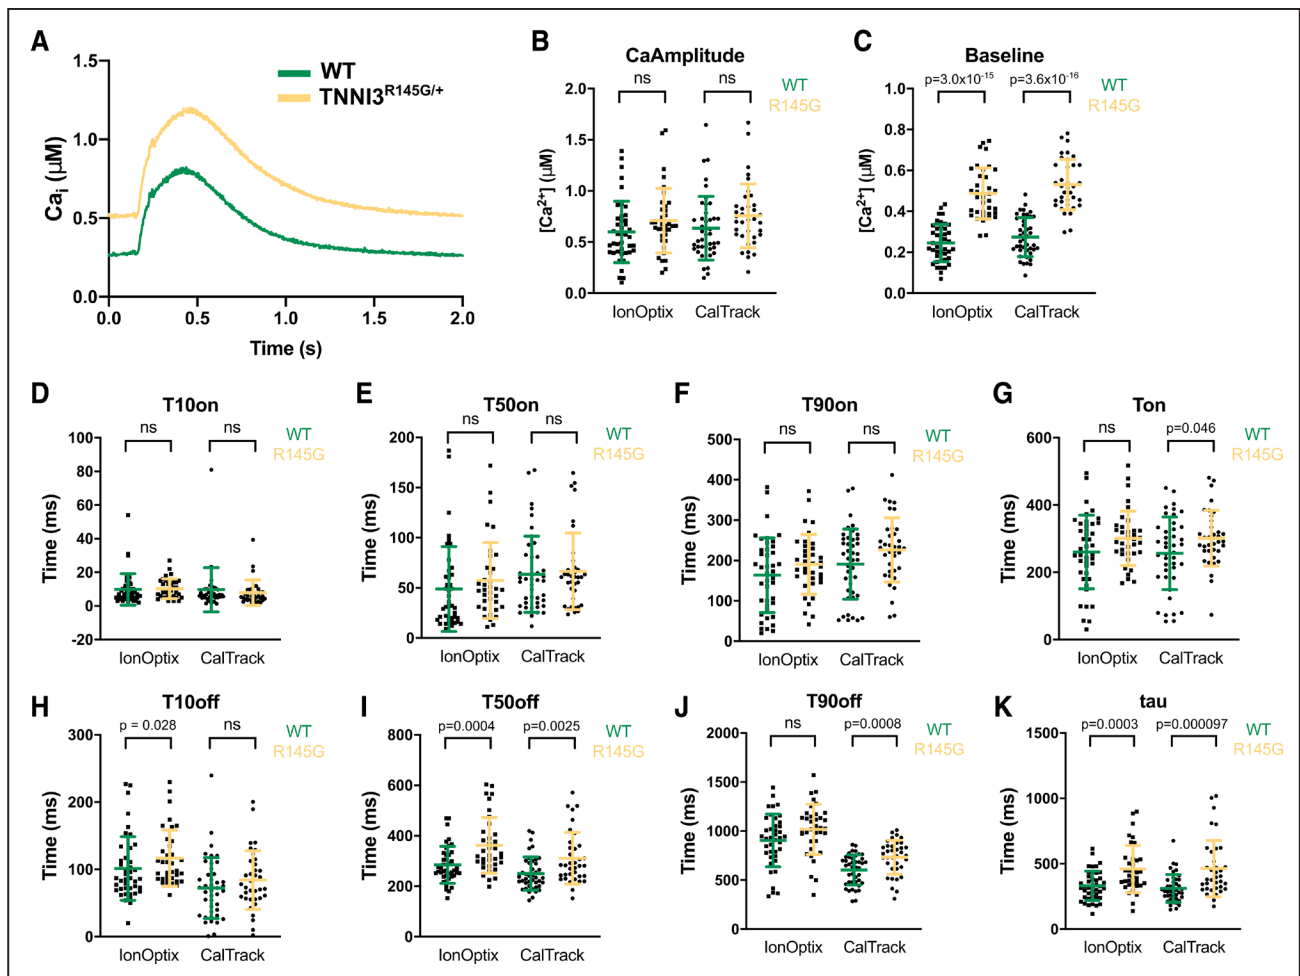 A
WT
TNNI3R145G/+
Cai (μM)
1.5
1.0
0.5
0.0
0.0 0.5 1.0 1.5 2.0
Time (s)
B
CaAmplitude
ns ns
WT
R145G
[Ca2+] (μM)
2.0
1.5
1.0
0.5
0.0
IonOptix CalTrack
C
Baseline
p=3.0x10-15 p=3.6x10-16
WT
R145G
[Ca2+] (μM)
1.0
0.8
0.6
0.4
0.2
0.0
IonOptix CalTrack
D
T10on
ns ns
WT
R145G
Time (ms)
100
80
60
40
20
0
-20
IonOptix CalTrack
E
T50on
ns ns
WT
R145G
Time (ms)
200
150
100
50
0
IonOptix CalTrack
F
T90on
ns ns
WT
R145G
Time (ms)
500
400
300
200
100
0
IonOptix CalTrack
G
Ton
ns p=0.046
WT
R145G
Time (ms)
600
400
200
0
IonOptix CalTrack
H
T10off
p = 0.028 ns
WT
R145G
Time (ms)
300
200
100
0
IonOptix CalTrack
I
T50off
p=0.0004 p=0.0025
WT
R145G
Time (ms)
800
600
400
200
0
IonOptix CalTrack
J
T90off
ns p=0.0008
WT
R145G
Time (ms)
2000
1500
1000
500
0
IonOptix CalTrack
K
tau
p=0.0003 p=0.000097
WT
R145G
Time (ms)
1500
1000
500
0
IonOptix CalTrack